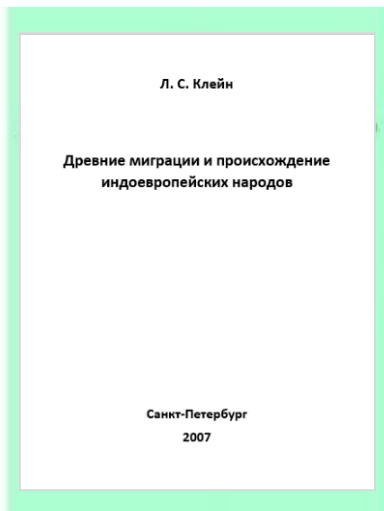 Л. С. Клейн
Древние миграции и происхождение
индоевропейских народов
Санкт-Петербург
2007